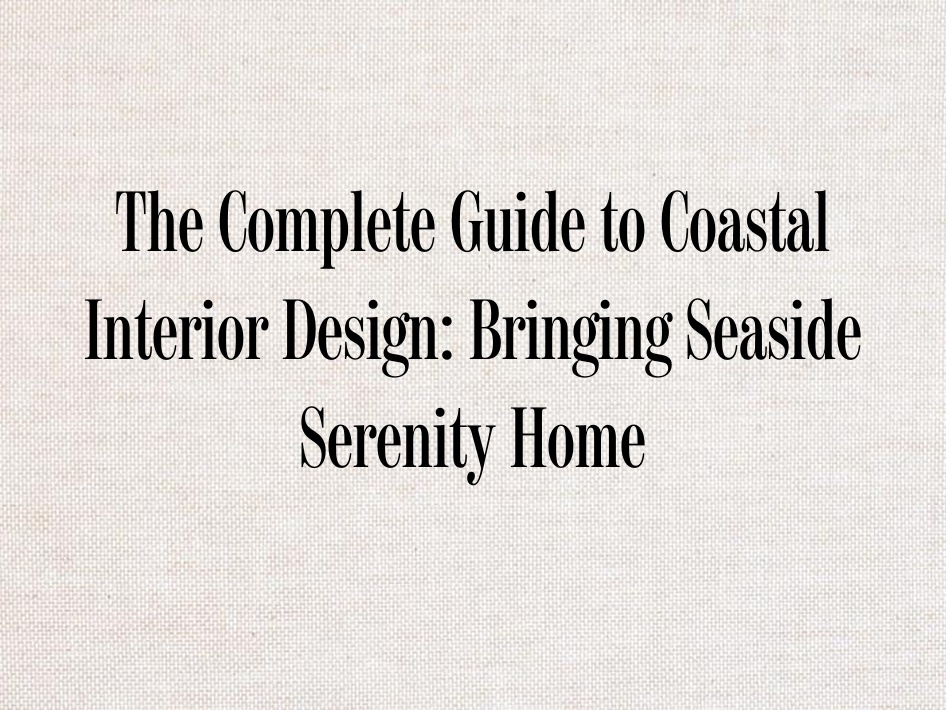 The Complete Guide to Coastal
Interior Design: Bringing Seaside
Serenity Home